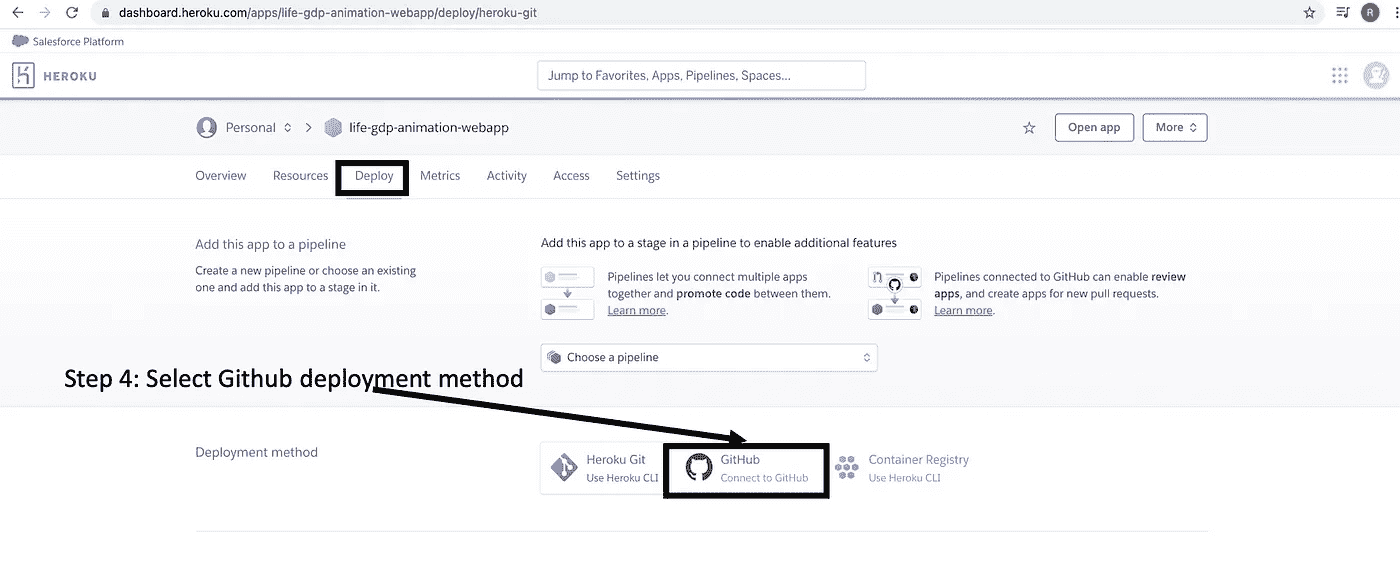 dashboard.heroku.com/apps/life-gdp-animation-webapp/deploy/heroku-git
R
Salesforce Platform
HEROKU
Jump to Favorites, Apps, Pipelines, Spaces...
Personal
life-gdp-animation-webapp
Open app
More
Overview
Resources
Deploy
Metrics
Activity
Access
Settings
Add this app to a pipeline
Create a new pipeline or choose an existing
one and add this app to a stage in it.
Add this app to a stage in a pipeline to enable additional features
Pipelines let you connect multiple apps
together and promote code between them.
Learn more.
Pipelines connected to GitHub can enable review
apps, and create apps for new pull requests.
Learn more.
Choose a pipeline
Step 4: Select Github deployment method
Deployment method
Heroku Git
Use Heroku CLI
GitHub
Connect to GitHub
Container Registry
Use Heroku CLI